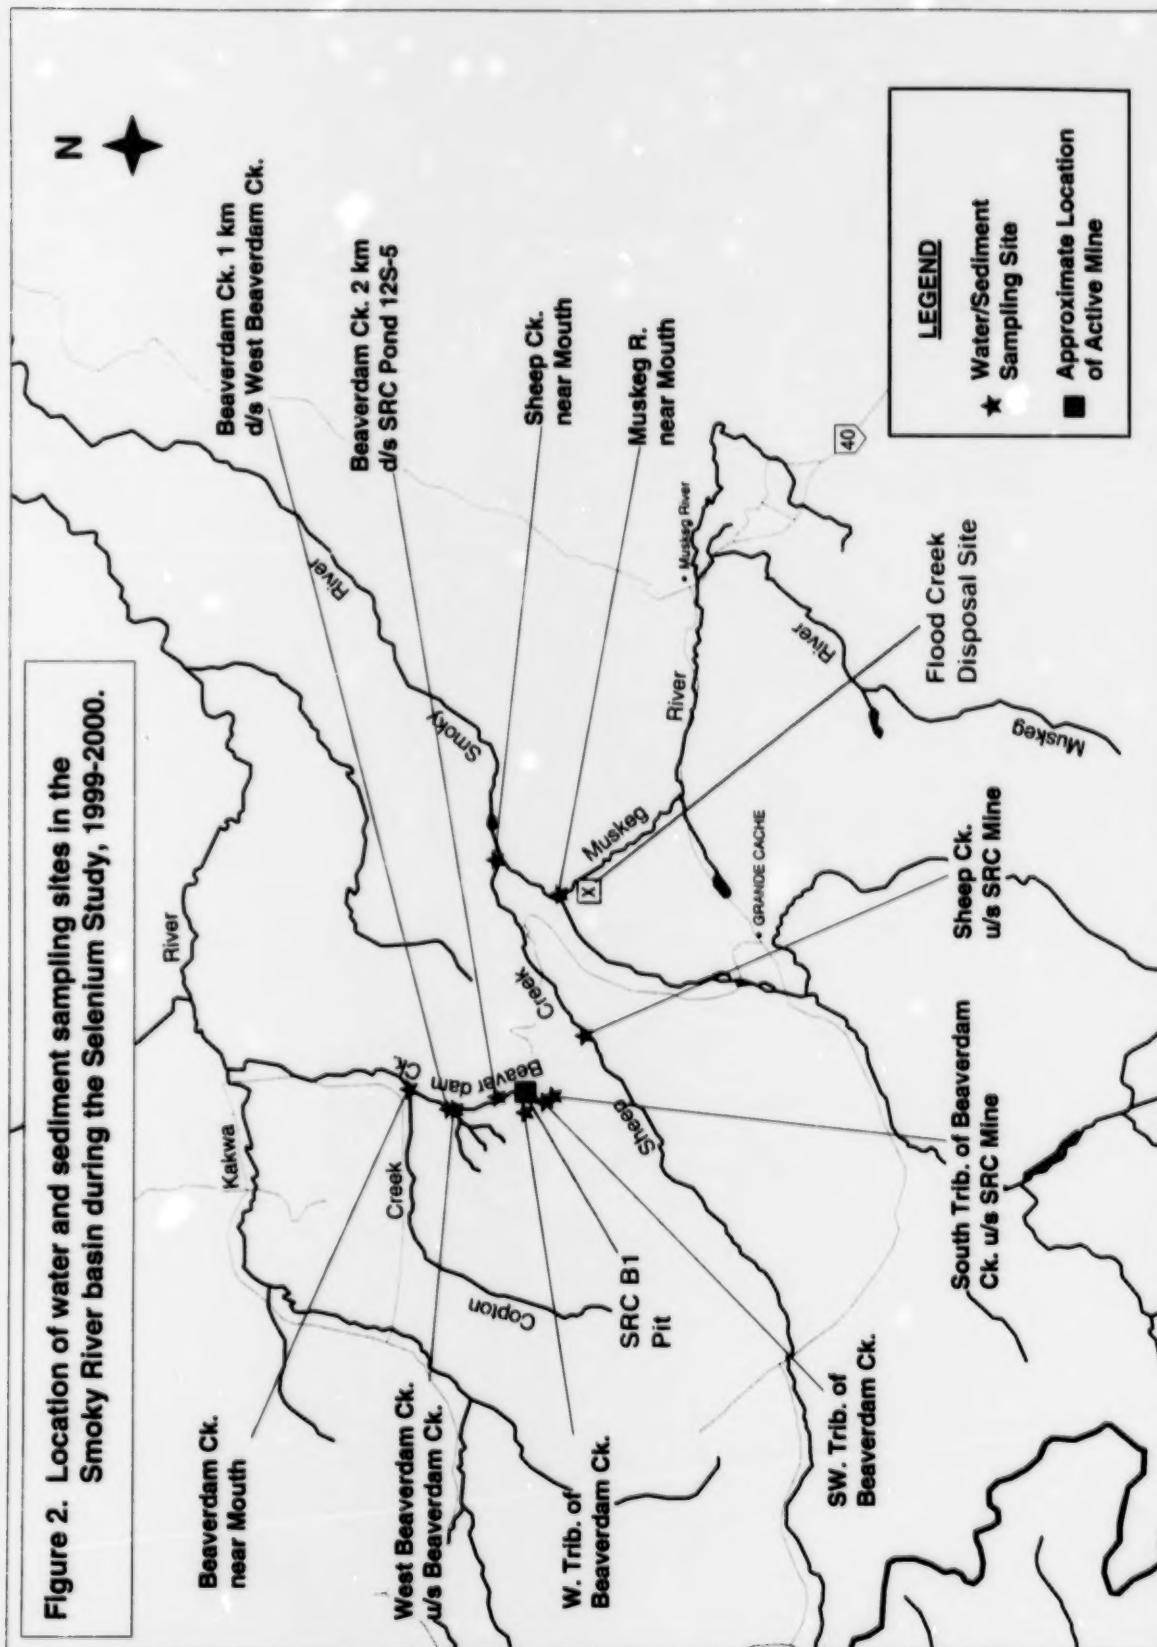 Figure 2. Location of water and sediment sampling sites in the
Smoky River basin during the Selenium Study, 1999-2000.
N
Beaverdam Ck.
near Mouth
West Beaverdam Ck.
u/s Beaverdam Ck.
W. Trib. of
Beaverdam Ck.
SRC B1
Pit
SW. Trib. of
Beaverdam Ck.
South Trib. of Beaverdam
Ck. u/s SRC Mine
Sheep Ck.
u/s SRC Mine
Flood Creek
Disposal Site
Beaverdam Ck. 1 km
d/s West Beaverdam Ck.
Beaverdam Ck. 2 km
d/s SRC Pond 12S-5
Sheep Ck.
near Mouth
Muskeg R.
near Mouth
Kakwa
River
Copton
Creek
Beaver dam
Ck.
Sheep
Creek
Smoky
River
Muskeg
River
• Muskeg River
Muskeg
River
• GRANDE CACHE
X
40
LEGEND
Water/Sediment
Sampling Site
Approximate Location
of Active Mine